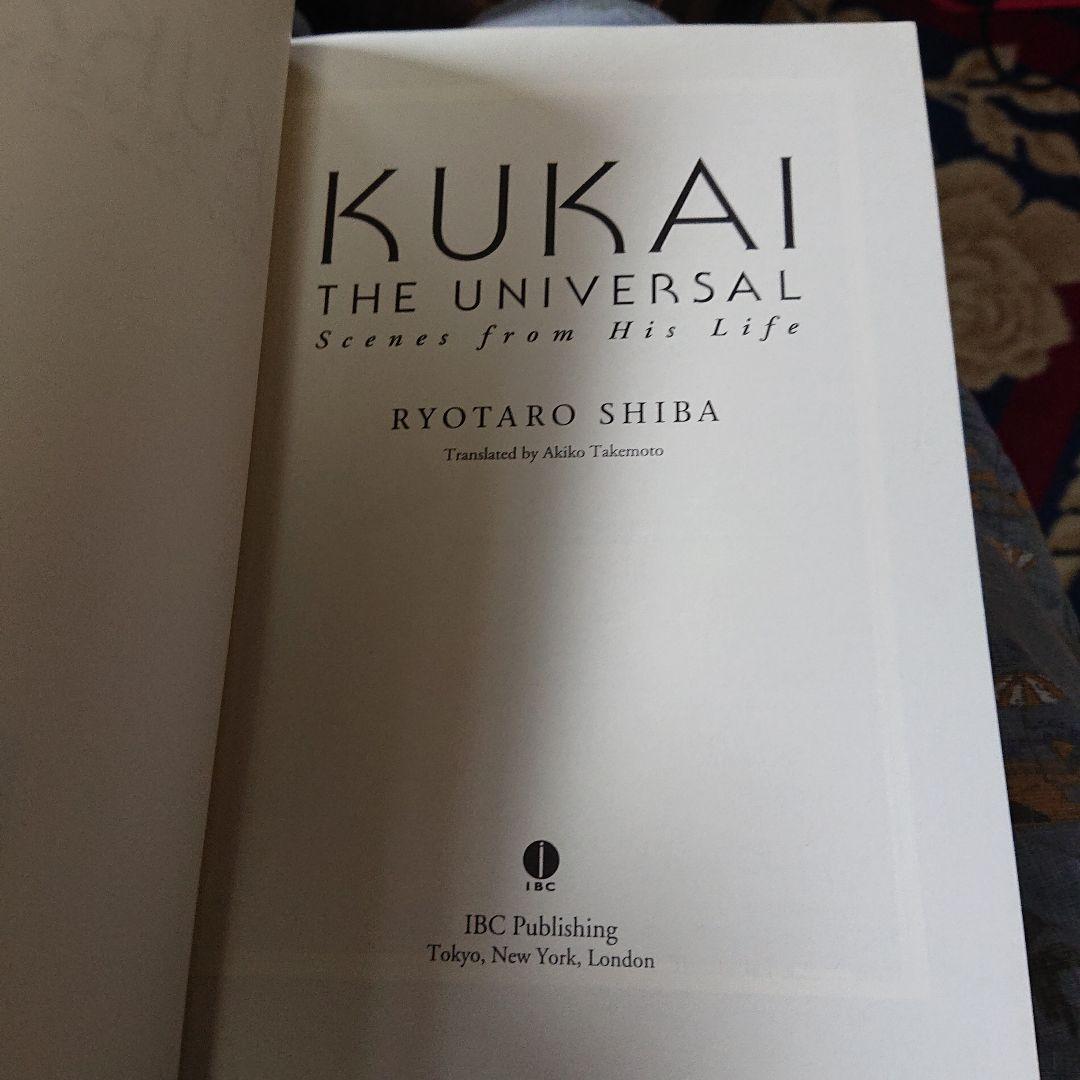 KUKAI
THE UNIVERSAL
Scenes from His Life
RYOTARO SHIBA
Translated by Akiko Takemoto
i
IBC
IBC Publishing
Tokyo, New York, London